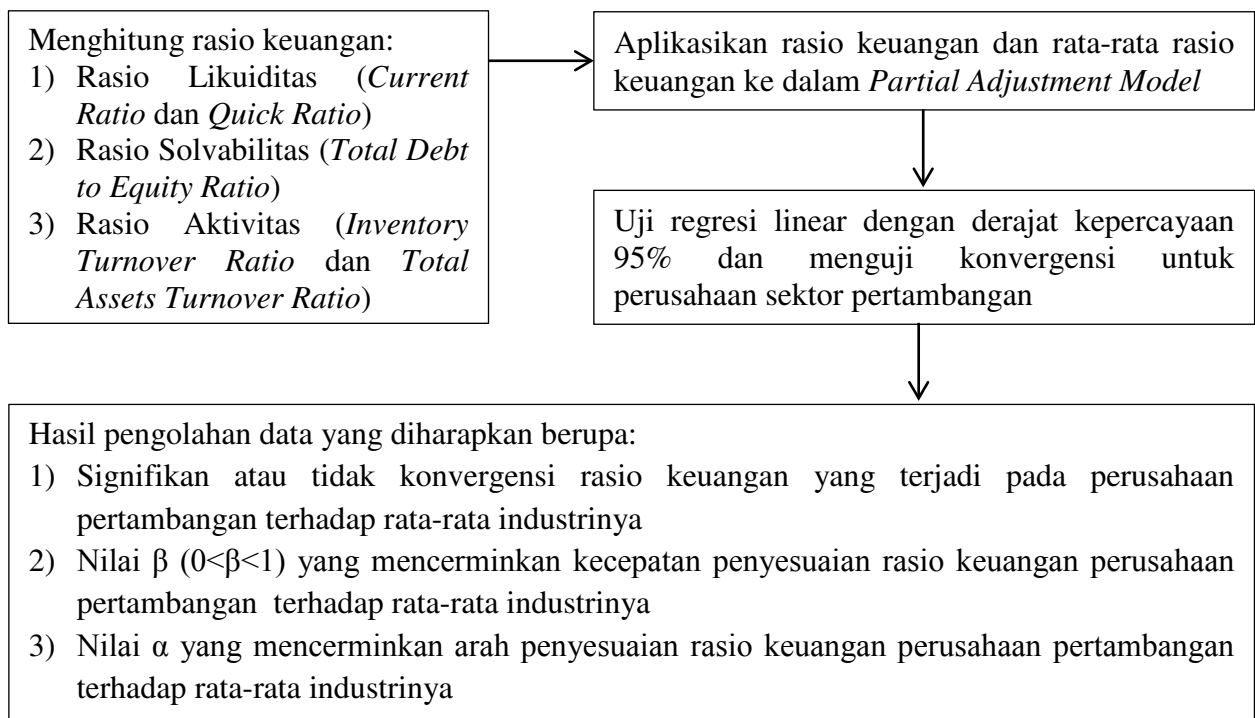 Menghitung rasio keuangan:
1) Rasio Likuiditas (Current
Ratio dan Quick Ratio)
2) Rasio Solvabilitas (Total Debt
to Equity Ratio)
3) Rasio Aktivitas (Inventory
Turnover Ratio dan Total
Assets Turnover Ratio)
Aplikasikan rasio keuangan dan rata-rata rasio
keuangan ke dalam Partial Adjustment Model
Uji regresi linear dengan derajat kepercayaan
95% dan menguji konvergensi untuk
perusahaan sektor pertambangan
Hasil pengolahan data yang diharapkan berupa:
1) Signifikan atau tidak konvergensi rasio keuangan yang terjadi pada perusahaan
pertambangan terhadap rata-rata industrinya
2) Nilai β (0<β<1) yang mencerminkan kecepatan penyesuaian rasio keuangan perusahaan
pertambangan terhadap rata-rata industrinya
3) Nilai α yang mencerminkan arah penyesuaian rasio keuangan perusahaan pertambangan
terhadap rata-rata industrinya